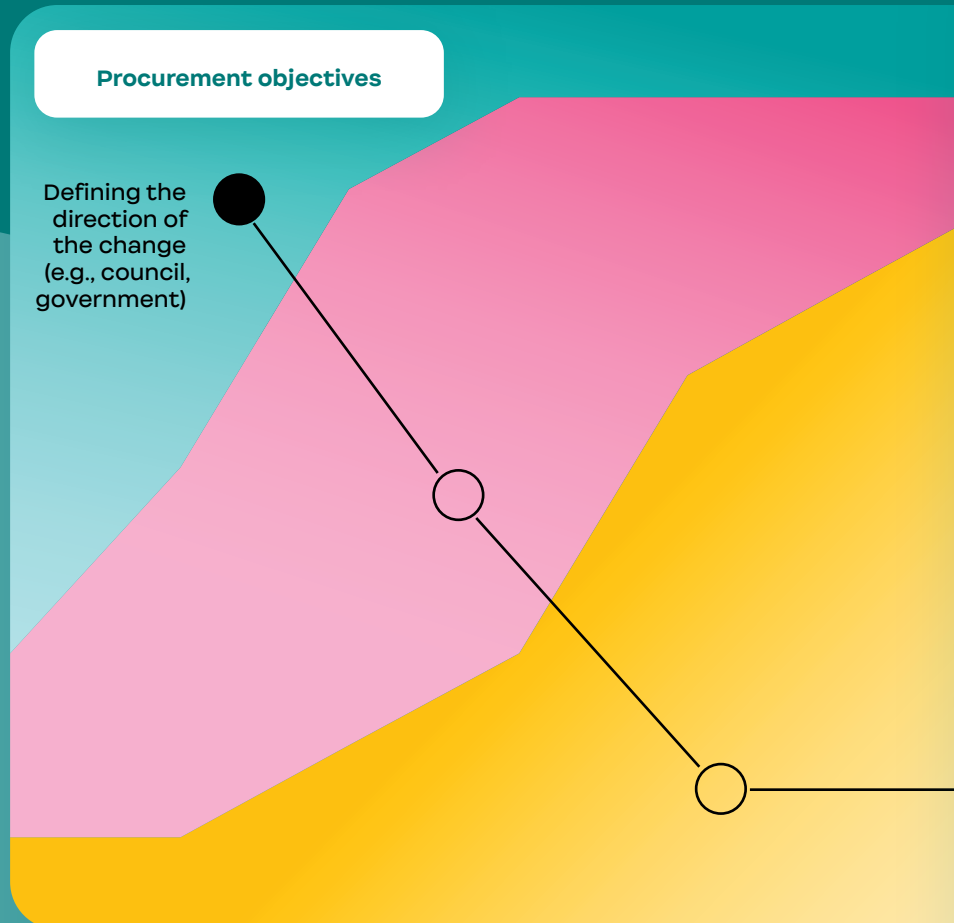 Procurement objectives
Defining the
direction of
the change
(e.g., council,
government)